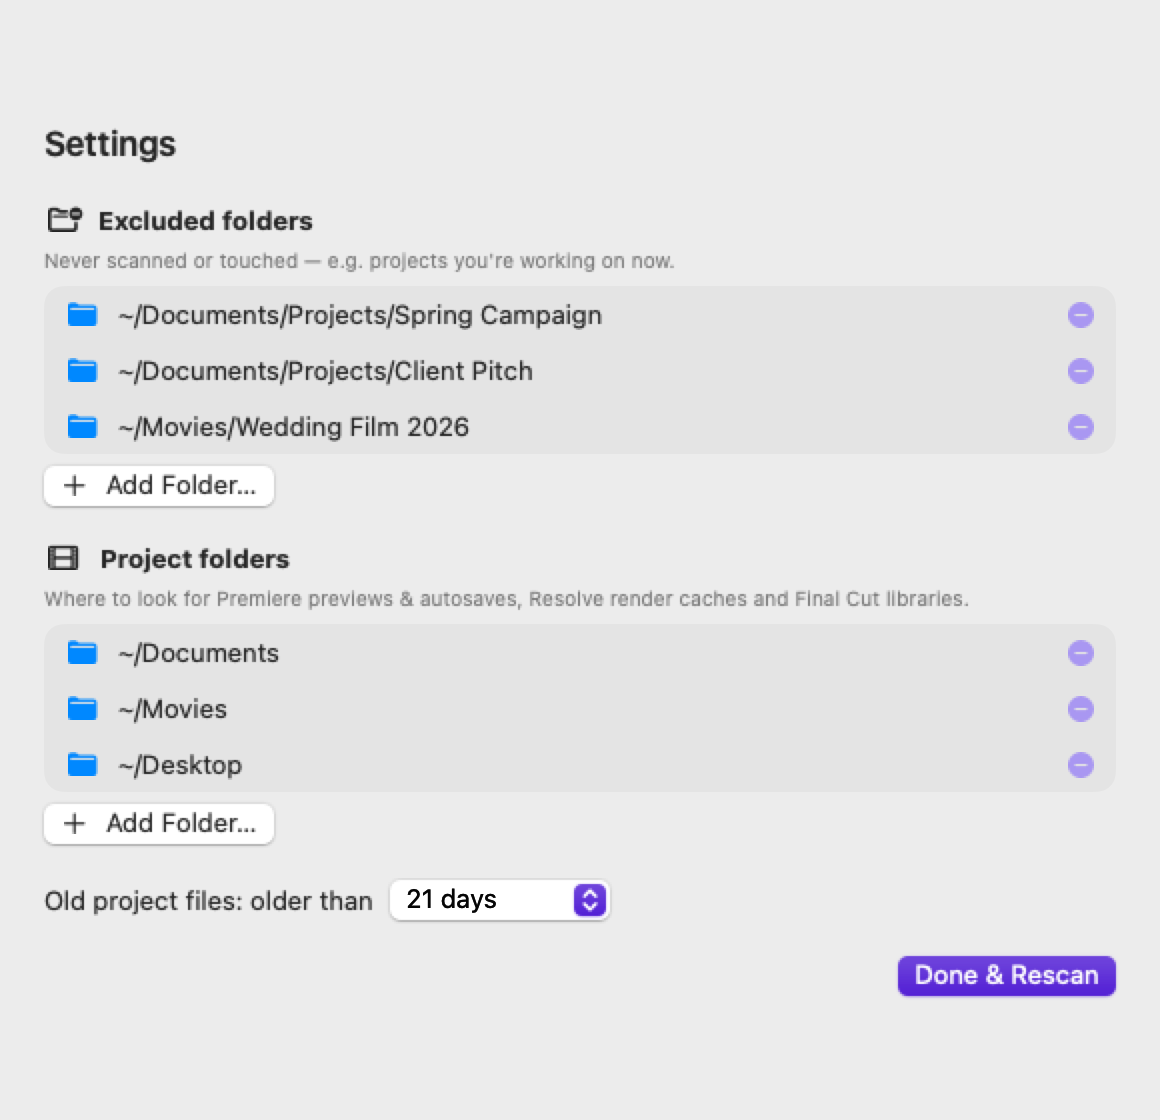 Settings
Excluded folders
Never scanned or touched — e.g. projects you're working on now.
~/Documents/Projects/Spring Campaign
~/Documents/Projects/Client Pitch
~/Movies/Wedding Film 2026
+ Add Folder...
Project folders
Where to look for Premiere previews & autosaves, Resolve render caches and Final Cut libraries.
~/Documents
~/Movies
~/Desktop
+ Add Folder...
Old project files: older than 21 days
Done & Rescan